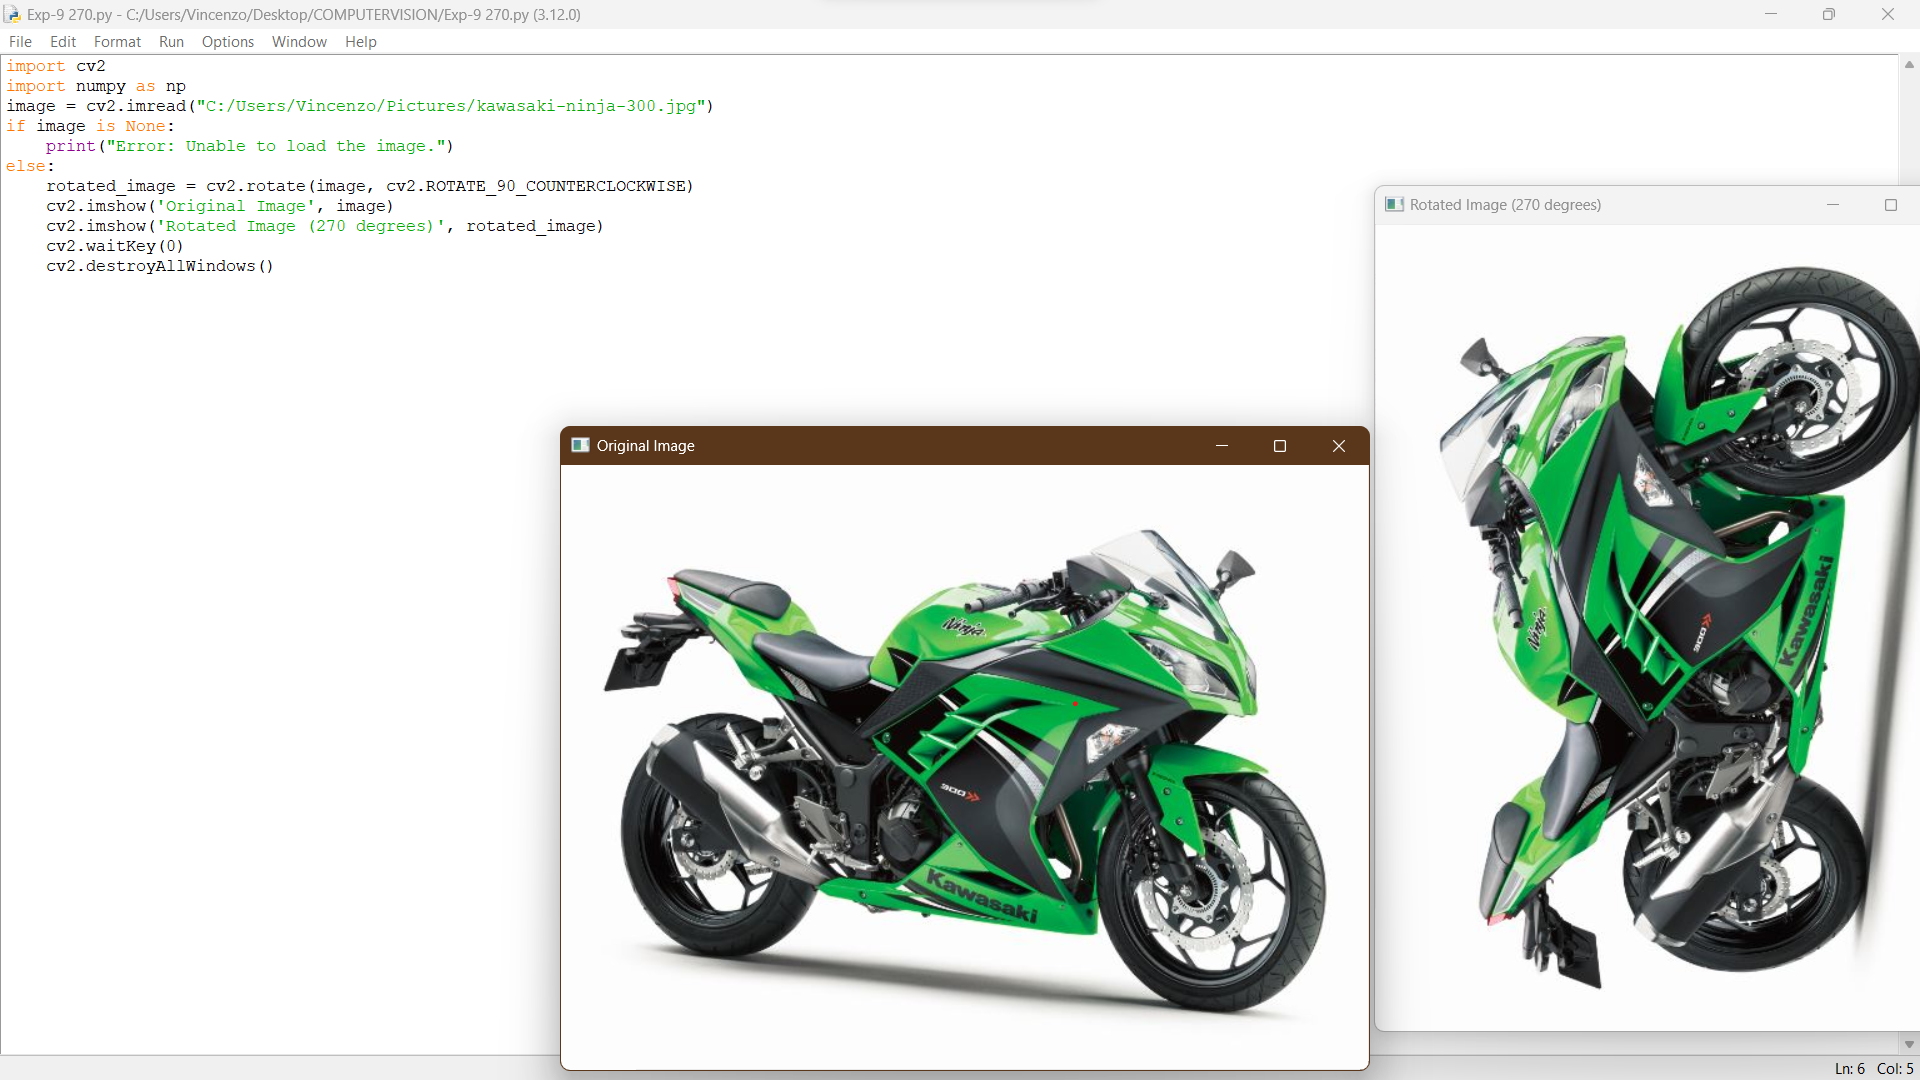 Exp-9 270.py - C:/Users/Vincenzo/Desktop/COMPUTERVISION/Exp-9 270.py (3.12.0)
File Edit Format Run Options Window Help
import cv2
import numpy as np
image = cv2.imread("C:/Users/Vincenzo/Pictures/kawasaki-ninja-300.jpg")
if image is None:
    print("Error: Unable to load the image.")
else:
    rotated_image = cv2.rotate(image, cv2.ROTATE_90_COUNTERCLOCKWISE)
    cv2.imshow('Original Image', image)
    cv2.imshow('Rotated Image (270 degrees)', rotated_image)
    cv2.waitKey(0)
    cv2.destroyAllWindows()
Original Image
Ninja
300
Kawasaki
Rotated Image (270 degrees)
Ninja
300
Kawasaki
Ln: 6 Col: 5